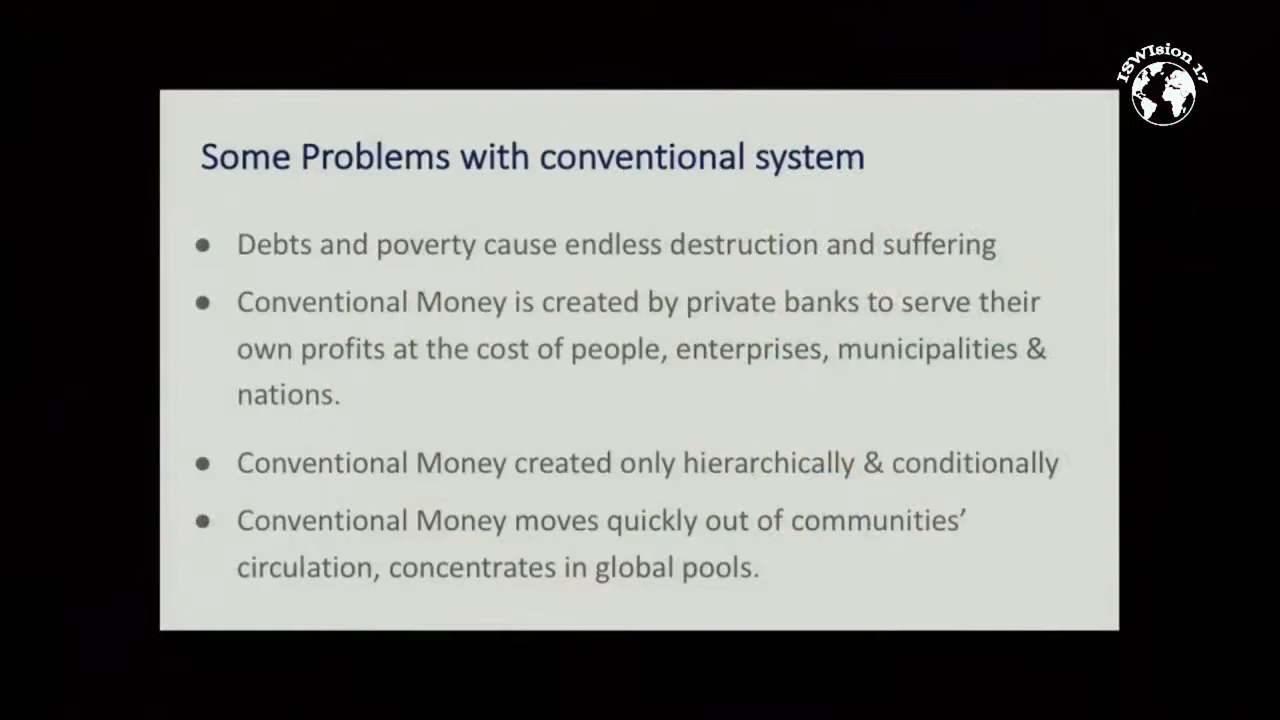 ISWIsion 17
Some Problems with conventional system
● Debts and poverty cause endless destruction and suffering
● Conventional Money is created by private banks to serve their
own profits at the cost of people, enterprises, municipalities &
nations.
● Conventional Money created only hierarchically & conditionally
● Conventional Money moves quickly out of communities’
circulation, concentrates in global pools.